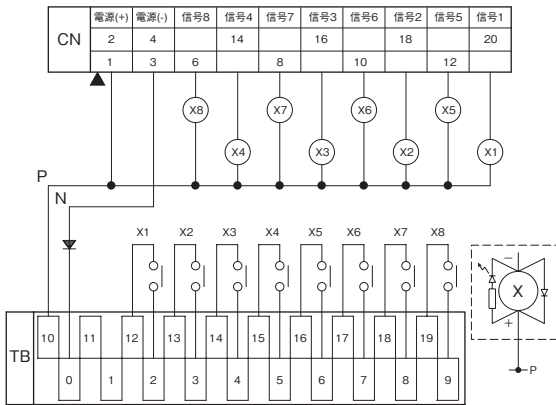 電源(+) 電源(-) 信号8 信号4 信号7 信号3 信号6 信号2 信号5 信号1
CN
2 4 14 16 18 20
1 3 6 8 10 12
X8 X7 X6 X5
X4 X3 X2 X1
P
N
X1 X2 X3 X4 X5 X6 X7 X8
−
X
+
P
TB
10 11 12 13 14 15 16 17 18 19
0 1 2 3 4 5 6 7 8 9